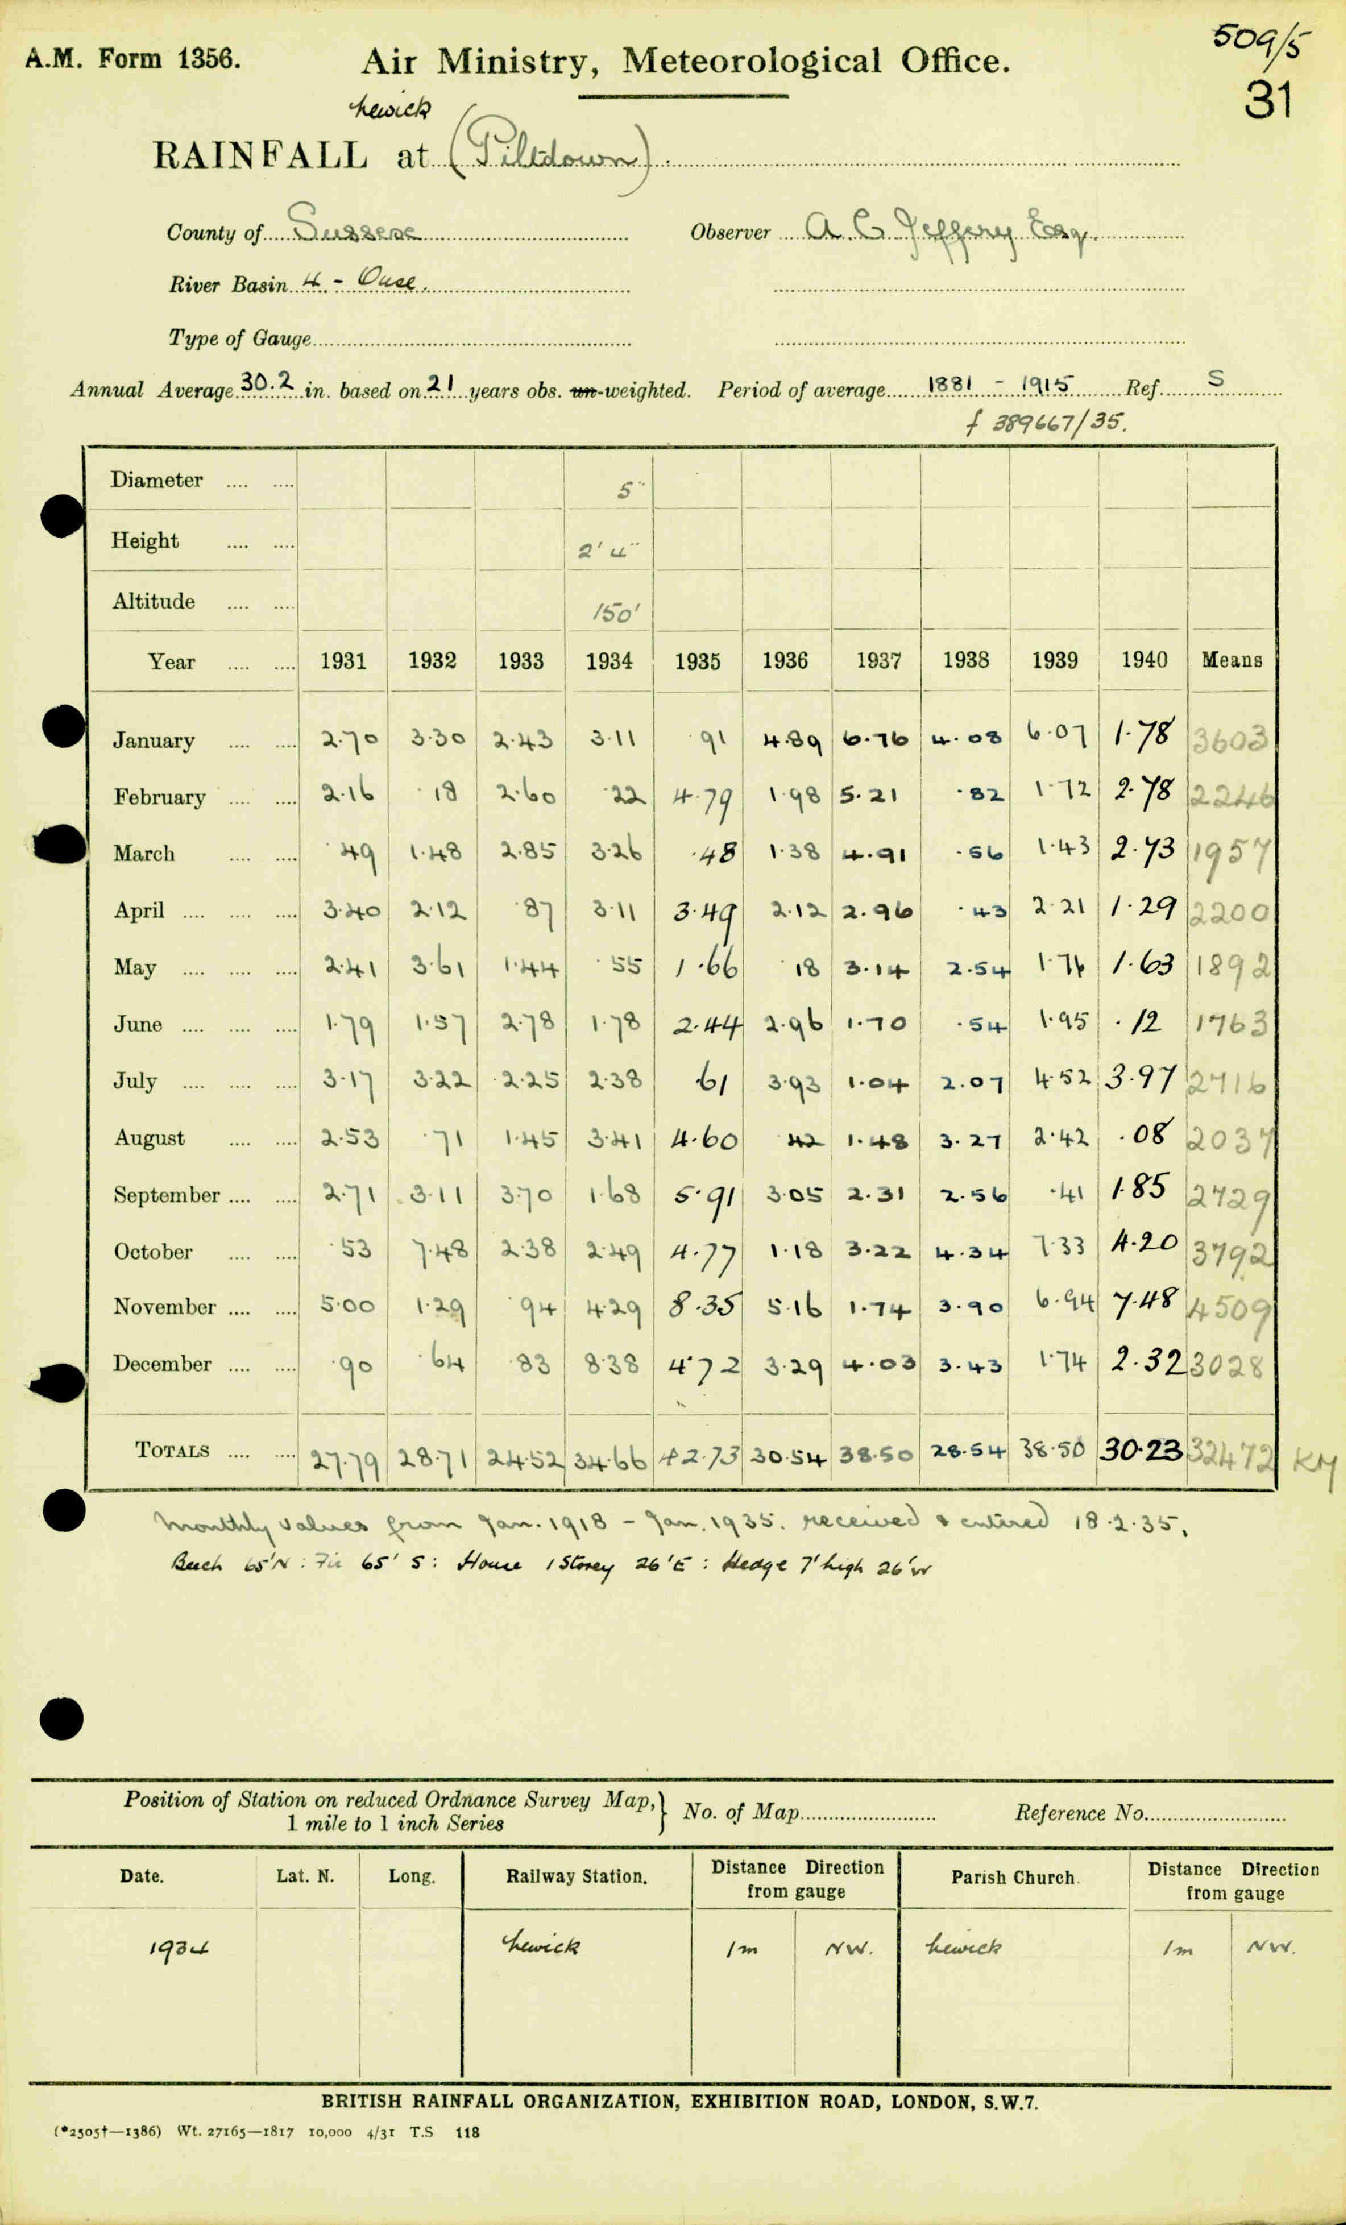 509/5
A.M. Form 1356. Air Ministry, Meteorological Office.
31
Newick
RAINFALL at (Piltdown)
County of Sussex Observer A. C. Jeffery Esq.
River Basin 4 - Ouse.
Type of Gauge
Annual Average 30.2 in. based on 21 years obs. un-weighted. Period of average 1881 - 1915 Ref. S
f 389667/35.
Diameter 5"
Height 2' 4"
Altitude 150'
Year 1931 1932 1933 1934 1935 1936 1937 1938 1939 1940 Means
January 2.70 3.30 2.43 3.11 .91 4.89 6.76 4.08 6.07 1.78 3603
February 2.16 .18 2.60 .22 4.79 1.98 5.21 .82 1.72 2.78 2246
March .49 1.48 2.85 3.26 .48 1.38 4.91 .56 1.43 2.73 1957
April 3.40 2.12 .87 3.11 3.49 2.12 2.96 .43 2.21 1.29 2200
May 2.41 3.61 1.44 .55 1.66 .18 3.14 2.54 1.76 1.63 1892
June 1.79 1.57 2.78 1.78 2.44 2.96 1.70 .54 1.95 .12 1763
July 3.17 3.22 2.25 2.38 .61 3.93 1.04 2.07 4.52 3.97 2716
August 2.53 .71 1.45 3.41 4.60 .42 1.48 3.27 2.42 .08 2037
September 2.71 3.11 3.70 1.68 5.91 3.05 2.31 2.56 .41 1.85 2729
October .53 7.48 2.38 2.49 4.77 1.18 3.22 4.34 7.33 4.20 3792
November 5.00 1.29 .94 4.29 8.35 5.16 1.74 3.90 6.94 7.48 4509
December .90 .64 .83 8.38 4.72 3.29 4.03 3.43 1.74 2.32 3028
TOTALS 27.79 28.71 24.52 34.66 42.73 30.54 38.50 28.54 38.50 30.23 32472 KM
Monthly values from Jan. 1918 - Jan. 1935. received & entered 18.2.35.
Beech 65'N : Fir 65' S : House 1 Storey 26'E : Hedge 7' high 26'W
Position of Station on reduced Ordnance Survey Map, 1 mile to 1 inch Series } No. of Map Reference No.
Date. Lat. N. Long. Railway Station. Distance Direction from gauge Parish Church. Distance Direction from gauge
1934 Newick 1m NW. Newick 1m NW.
BRITISH RAINFALL ORGANIZATION, EXHIBITION ROAD, LONDON, S.W.7.
(*2505†—1386) Wt. 27165—1817 10,000 4/31 T.S 118